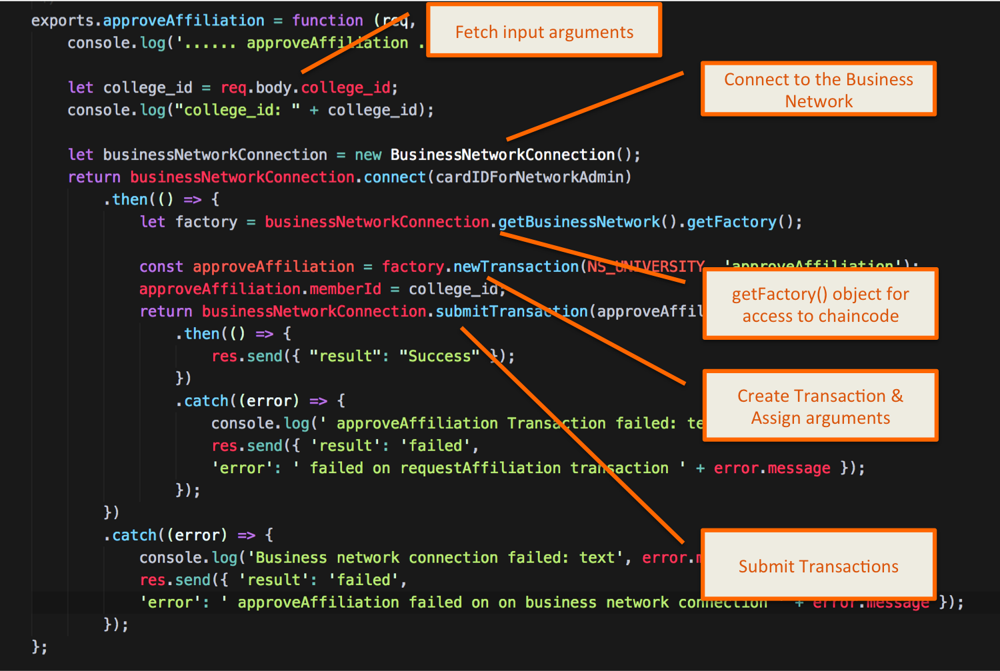 exports.approveAffiliation = function (req,
Fetch input arguments
console.log('...... approveAffiliation .
Connect to the Business
Network
let college_id = req.body.college_id;
console.log("college_id: " + college_id);
let businessNetworkConnection = new BusinessNetworkConnection();
return businessNetworkConnection.connect(cardIDForNetworkAdmin)
.then(() => {
let factory = businessNetworkConnection.getBusinessNetwork().getFactory();
const approveAffiliation = factory.newTransaction(NS_UNIVERSITY, 'approveAffiliation');
approveAffiliation.memberId = college_id;
getFactory() object for
access to chaincode
return businessNetworkConnection.submitTransaction(approveAffil
.then(() => {
res.send({ "result": "Success" });
})
Create Transaction &
Assign arguments
.catch((error) => {
console.log(' approveAffiliation Transaction failed: te
res.send({ 'result': 'failed',
'error': ' failed on requestAffiliation transaction ' + error.message });
});
})
.catch((error) => {
console.log('Business network connection failed: text', error.m
Submit Transactions
res.send({ 'result': 'failed',
'error': ' approveAffiliation failed on on business network connection ' + error.message });
});
};